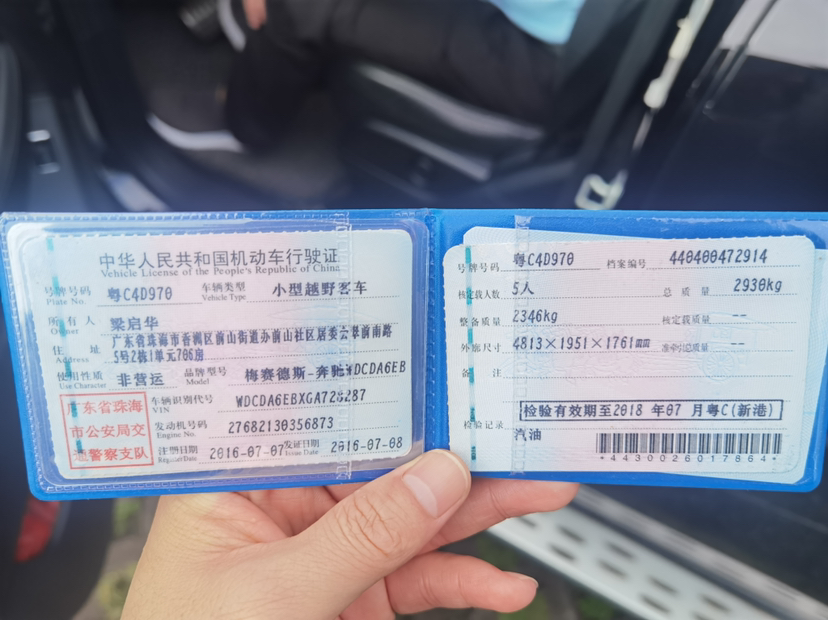 中华人民共和国机动车行驶证
Vehicle License of the People's Republic of China
号牌号码 粤C4D970 车辆类型 小型越野客车
Plate No. Vehicle Type
所有人 梁启华
Owner
住址 广东省珠海市香洲区前山街道办前山社区居委会翠前南路
Address 5号2栋1单元706房
使用性质 非营运 品牌型号 梅赛德斯-奔驰WDCDA6EB
Use Character Model
广东省珠海
市公安局交
通警察支队
车辆识别代号 WDCDA6EBXGA726287
VIN
发动机号码 27682130356873
Engine No.
注册日期 2016-07-07 发证日期 2016-07-08
Register Date Issue Date
号牌号码 粤C4D970 档案编号 440400472914
核定载人数 5人 总质量 2930kg
整备质量 2346kg 核定载质量 --
外廓尺寸 4813×1951×1761mm 准牵引总质量 --
备注
检验有效期至2018 年07 月粤C(新港)
检验记录
汽油
*4430026017864*